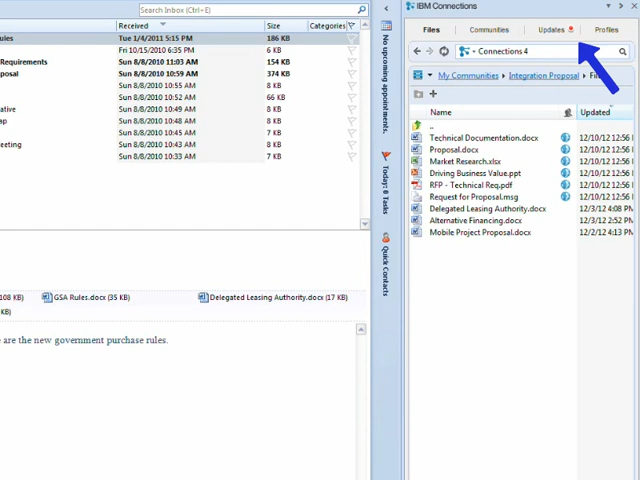 Search Inbox (Ctrl+E)
Received Size Categories
ules Tue 1/4/2011 5:15 PM 186 KB
Fri 10/15/2010 6:35 PM 6 KB
Requirements Sun 8/8/2010 11:03 AM 154 KB
posal Sun 8/8/2010 10:59 AM 374 KB
Sun 8/8/2010 10:55 AM 8 KB
Sun 8/8/2010 10:52 AM 66 KB
ative Sun 8/8/2010 10:49 AM 8 KB
ap Sun 8/8/2010 10:48 AM 8 KB
Sun 8/8/2010 10:45 AM 7 KB
eeting Sun 8/8/2010 10:43 AM 8 KB
Sun 8/8/2010 10:33 AM 7 KB
108 KB) GSA Rules.docx (35 KB) Delegated Leasing Authority.docx (17 KB)
KB)
e are the new government purchase rules.
No upcoming appointments.
Today: 8 Tasks
Quick Contacts
IBM Connections
Files Communities Updates Profiles
Connections 4
My Communities Integration Proposal Fi
Name Updated
..
Technical Documentation.docx 12/10/12 12:56 
Proposal.docx 12/10/12 12:56 
Market Research.xlsx 12/10/12 12:56 
Driving Business Value.ppt 12/10/12 12:56 
RFP - Technical Req.pdf 12/10/12 12:56 
Request for Proposal.msg 12/10/12 12:56 
Delegated Leasing Authority.docx 12/3/12 4:08 PM
Alternative Financing.docx 12/3/12 2:52 PM
Mobile Project Proposal.docx 12/2/12 4:13 PM